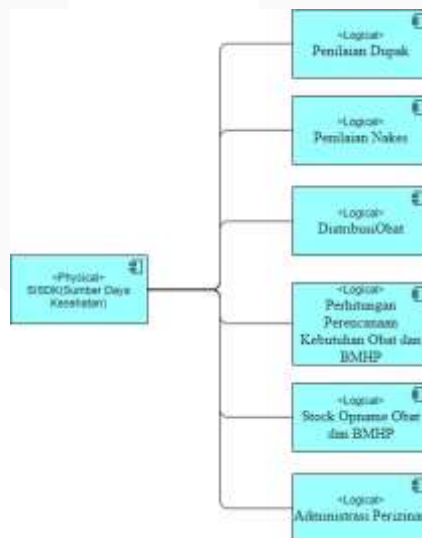 «Logical»
Penilaian Dupak
«Logical»
Penilaian Nakes
«Logical»
DistribusiObat
«Physical»
SISDK(Sumber Daya
Kesehatan)
«Logical»
Perhitungan
Perencanaan
Kebutuhan Obat dan
BMHP
«Logical»
Stock Opname Obat
dan BMHP
«Logical»
Administrasi Perizinan